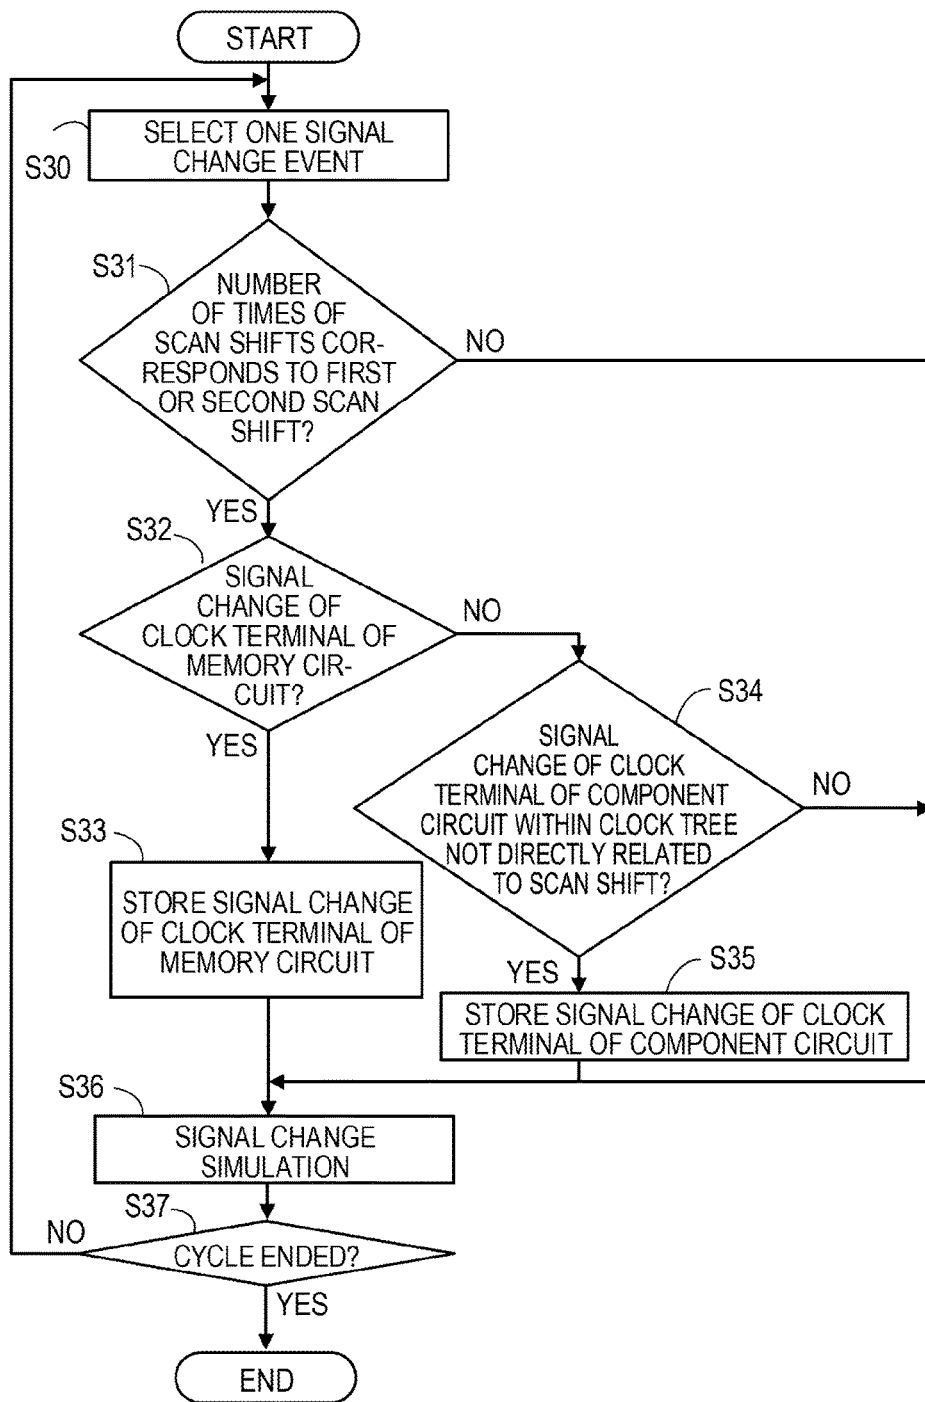 START
SELECT ONE SIGNAL
CHANGE EVENT
S30
S31
NUMBER
OF TIMES OF
SCAN SHIFTS COR-
RESPONDS TO FIRST
OR SECOND SCAN
SHIFT?
NO
YES
S32
SIGNAL
CHANGE OF
CLOCK TERMINAL OF
MEMORY CIR-
CUIT?
NO
YES
S34
SIGNAL
CHANGE OF CLOCK
TERMINAL OF COMPONENT
CIRCUIT WITHIN CLOCK TREE
NOT DIRECTLY RELATED
TO SCAN SHIFT?
NO
YES
S33
STORE SIGNAL CHANGE
OF CLOCK TERMINAL OF
MEMORY CIRCUIT
S35
STORE SIGNAL CHANGE OF CLOCK
TERMINAL OF COMPONENT CIRCUIT
S36
SIGNAL CHANGE
SIMULATION
S37
NO
CYCLE ENDED?
YES
END